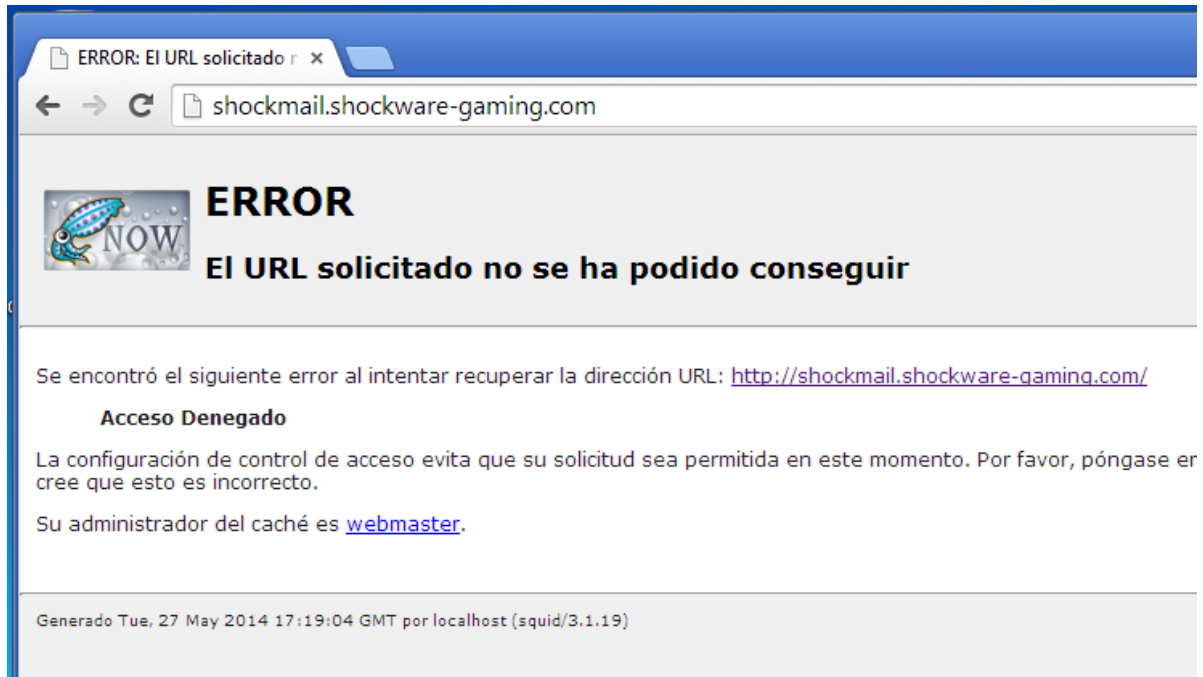 ERROR: El URL solicitado
shockmail.shockware-gaming.com
NOW
ERROR
El URL solicitado no se ha podido conseguir
Se encontró el siguiente error al intentar recuperar la dirección URL: http://shockmail.shockware-gaming.com/
Acceso Denegado
La configuración de control de acceso evita que su solicitud sea permitida en este momento. Por favor, póngase
cree que esto es incorrecto.
Su administrador del caché es webmaster.
Generado Tue, 27 May 2014 17:19:04 GMT por localhost (squid/3.1.19)